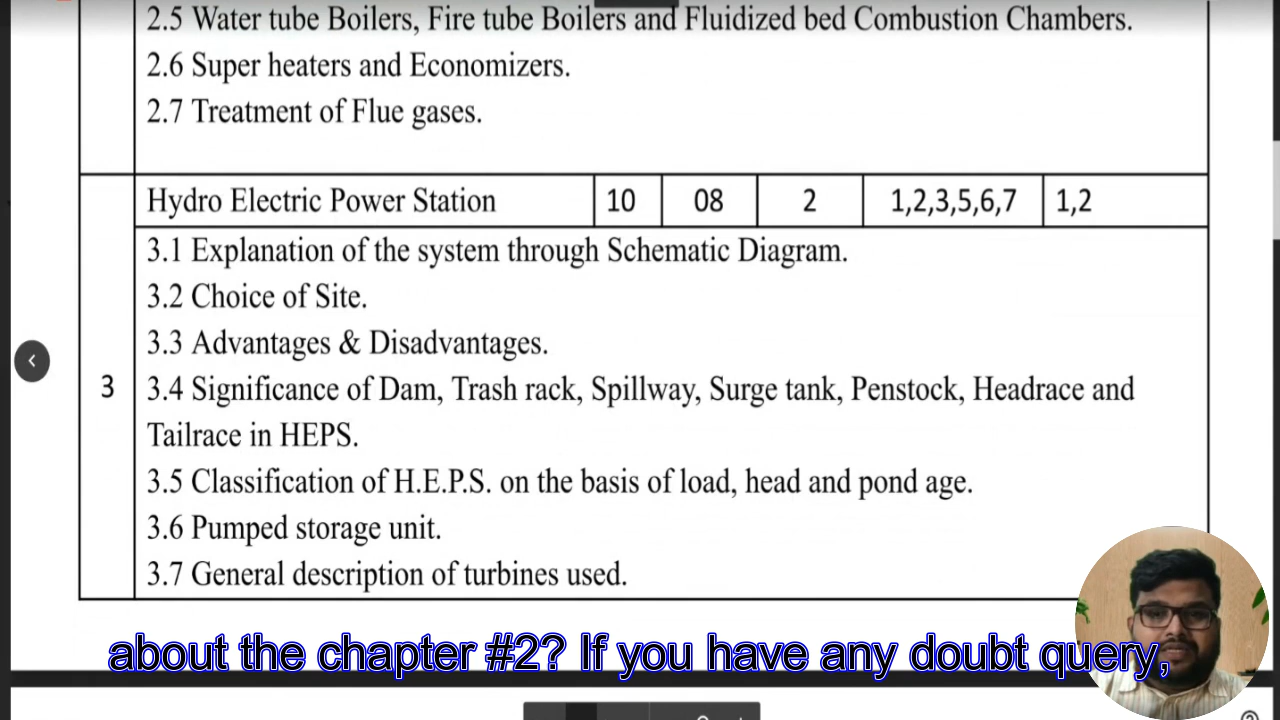 2.5 Water tube Boilers, Fire tube Boilers and Fluidized bed Combustion Chambers.
2.6 Super heaters and Economizers.
2.7 Treatment of Flue gases.
Hydro Electric Power Station 10 08 2 1,2,3,5,6,7 1,2
3.1 Explanation of the system through Schematic Diagram.
3.2 Choice of Site.
3.3 Advantages & Disadvantages.
3 3.4 Significance of Dam, Trash rack, Spillway, Surge tank, Penstock, Headrace and
Tailrace in HEPS.
3.5 Classification of H.E.P.S. on the basis of load, head and pond age.
3.6 Pumped storage unit.
3.7 General description of turbines used.
about the chapter #2? If you have any doubt query,